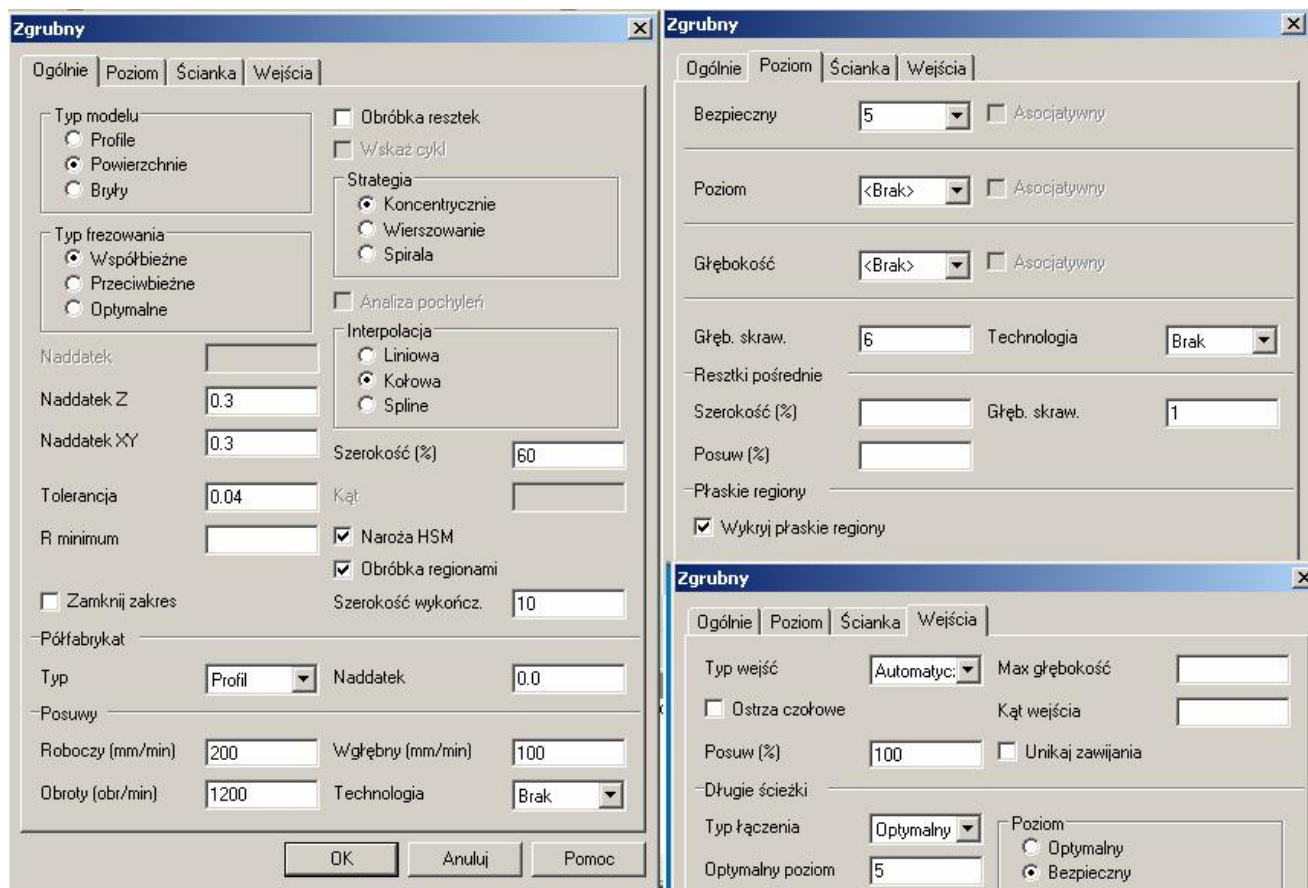 Zgrubny
Ogólnie Poziom Ścianka Wejścia
Typ modelu
Profile
Powierzchnie
Bryły
Typ frezowania
Współbieżne
Przeciwbieżne
Optymalne
Naddatek
Naddatek Z 0.3
Naddatek XY 0.3
Tolerancja 0.04
R minimum
Zamknij zakres
Obróbka resztek
Wskaż cykl
Strategia
Koncentrycznie
Wierszowanie
Spirala
Analiza pochyleń
Interpolacja
Liniowa
Kołowa
Spline
Szerokość (%) 60
Kąt
Naroża HSM
Obróbka regionami
Szerokość wykończ. 10
Półfabrykat
Typ Profil Naddatek 0.0
Posuwy
Roboczy (mm/min) 200 Wgłębny (mm/min) 100
Obroty (obr/min) 1200 Technologia Brak
OK Anuluj Pomoc
Zgrubny
Ogólnie Poziom Ścianka Wejścia
Bezpieczny 5 Asocjatywny
Poziom <Brak> Asocjatywny
Głębokość <Brak> Asocjatywny
Głęb. skraw. 6 Technologia Brak
Resztki pośrednie
Szerokość (%) Głęb. skraw. 1
Posuw (%)
Płaskie regiony
Wykryj płaskie regiony
Zgrubny
Ogólnie Poziom Ścianka Wejścia
Typ wejść Automatyc: Max głębokość
Ostrza czołowe Kąt wejścia
Posuw (%) 100 Unikaj zawijania
Długie ścieżki
Typ łączenia Optymalny Poziom
Optymalny
Optymalny poziom 5 Bezpieczny